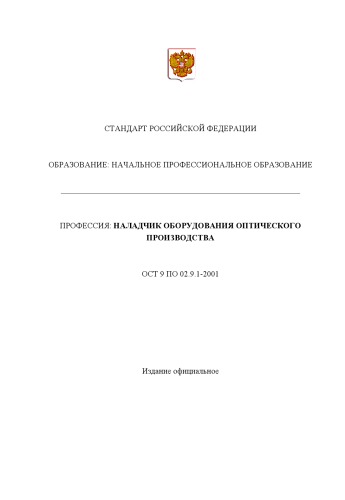 СТАНДАРТ РОССИЙСКОЙ ФЕДЕРАЦИИ
ОБРАЗОВАНИЕ: НАЧАЛЬНОЕ ПРОФЕССИОНАЛЬНОЕ ОБРАЗОВАНИЕ
ПРОФЕССИЯ: НАЛАДЧИК ОБОРУДОВАНИЯ ОПТИЧЕСКОГО
ПРОИЗВОДСТВА
ОСТ 9 ПО 02.9.1-2001
Издание официальное